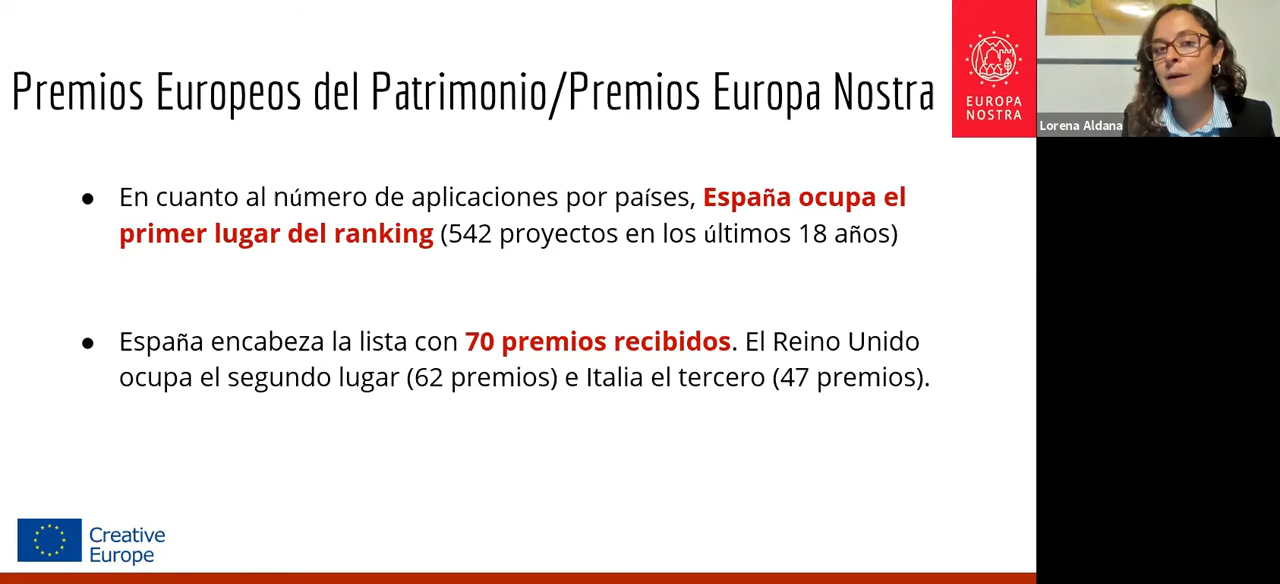 Premios Europeos del Patrimonio/Premios Europa Nostra
EUROPA
NOSTRA
Lorena Aldana
● En cuanto al número de aplicaciones por países, España ocupa el
primer lugar del ranking (542 proyectos en los últimos 18 años)
● España encabeza la lista con 70 premios recibidos. El Reino Unido
ocupa el segundo lugar (62 premios) e Italia el tercero (47 premios).
Creative
Europe